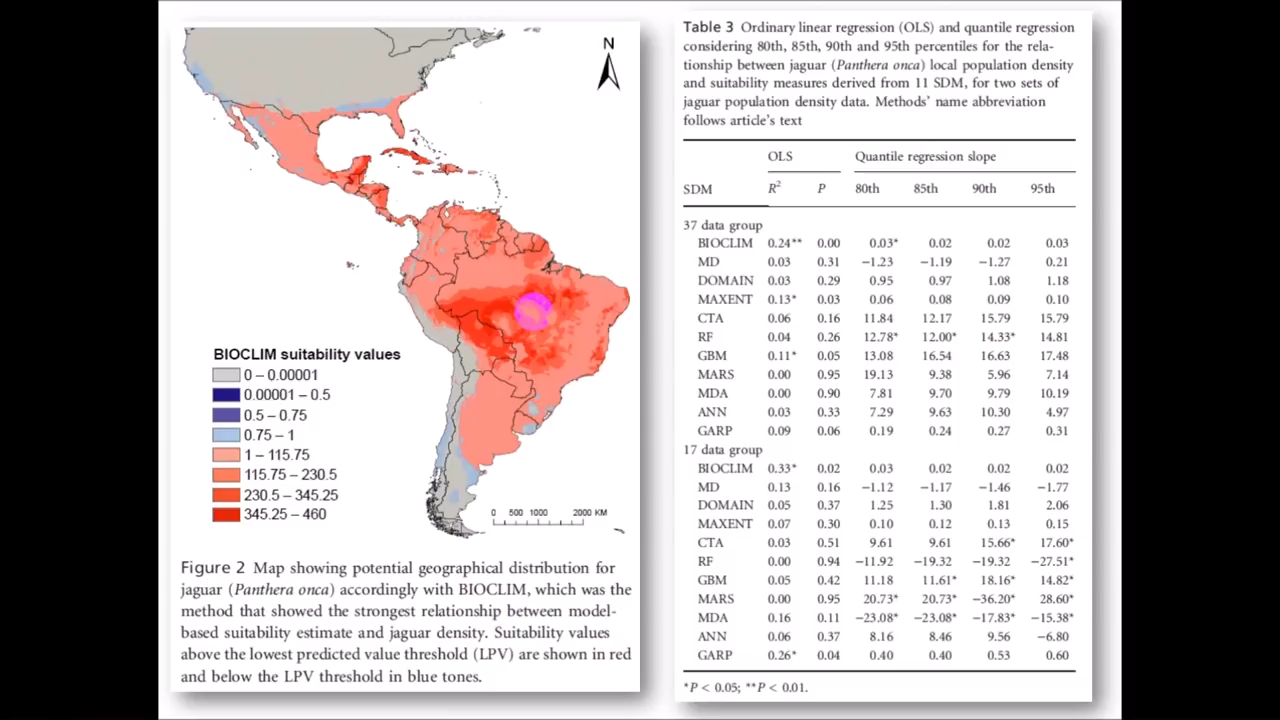 N
BIOCLIM suitability values
0 – 0.00001
0.00001 – 0.5
0.5 – 0.75
0.75 – 1
1 – 115.75
115.75 – 230.5
230.5 – 345.25
345.25 – 460
0 500 1000 2000 KM
Figure 2 Map showing potential geographical distribution for
jaguar (Panthera onca) accordingly with BIOCLIM, which was the
method that showed the strongest relationship between model-
based suitability estimate and jaguar density. Suitability values
above the lowest predicted value threshold (LPV) are shown in red
and below the LPV threshold in blue tones.
Table 3 Ordinary linear regression (OLS) and quantile regression
considering 80th, 85th, 90th and 95th percentiles for the rela-
tionship between jaguar (Panthera onca) local population density
and suitability measures derived from 11 SDM, for two sets of
jaguar population density data. Methods' name abbreviation
follows article's text
OLS Quantile regression slope
SDM R² P 80th 85th 90th 95th
37 data group
BIOCLIM 0.24** 0.00 0.03* 0.02 0.02 0.03
MD 0.03 0.31 −1.23 −1.19 −1.27 0.21
DOMAIN 0.03 0.29 0.95 0.97 1.08 1.18
MAXENT 0.13* 0.03 0.06 0.08 0.09 0.10
CTA 0.06 0.16 11.84 12.17 15.79 15.79
RF 0.04 0.26 12.78* 12.00* 14.33* 14.81
GBM 0.11* 0.05 13.08 16.54 16.63 17.48
MARS 0.00 0.95 19.13 9.38 5.96 7.14
MDA 0.00 0.90 7.81 9.70 9.79 10.19
ANN 0.03 0.33 7.29 9.63 10.30 4.97
GARP 0.09 0.06 0.19 0.24 0.27 0.31
17 data group
BIOCLIM 0.33* 0.02 0.03 0.02 0.02 0.02
MD 0.13 0.16 −1.12 −1.17 −1.46 −1.77
DOMAIN 0.05 0.37 1.25 1.30 1.81 2.06
MAXENT 0.07 0.30 0.10 0.12 0.13 0.15
CTA 0.03 0.51 9.61 9.61 15.66* 17.60*
RF 0.00 0.94 −11.92 −19.32 −19.32 −27.51*
GBM 0.05 0.42 11.18 11.61* 18.16* 14.82*
MARS 0.00 0.95 20.73* 20.73* −36.20* 28.60*
MDA 0.16 0.11 −23.08* −23.08* −17.83* −15.38*
ANN 0.06 0.37 8.16 8.46 9.56 −6.80
GARP 0.26* 0.04 0.40 0.40 0.53 0.60
*P < 0.05; **P < 0.01.